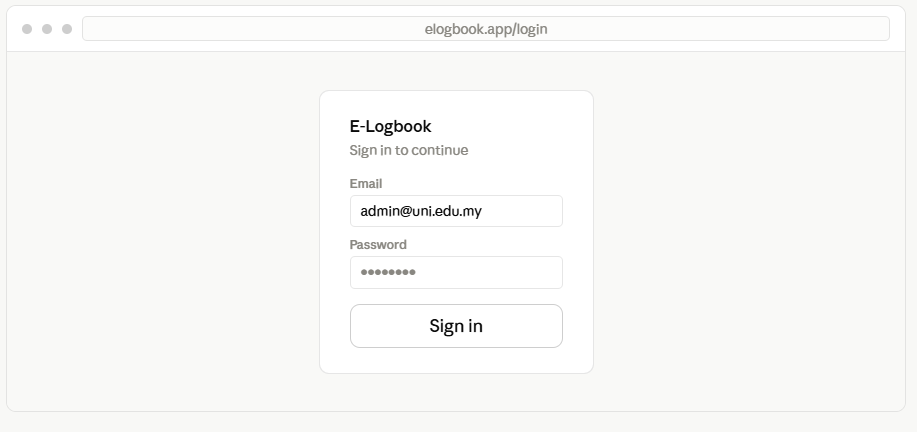 elogbook.app/login
E-Logbook
Sign in to continue
Email
admin@uni.edu.my
Password
••••••••
Sign in